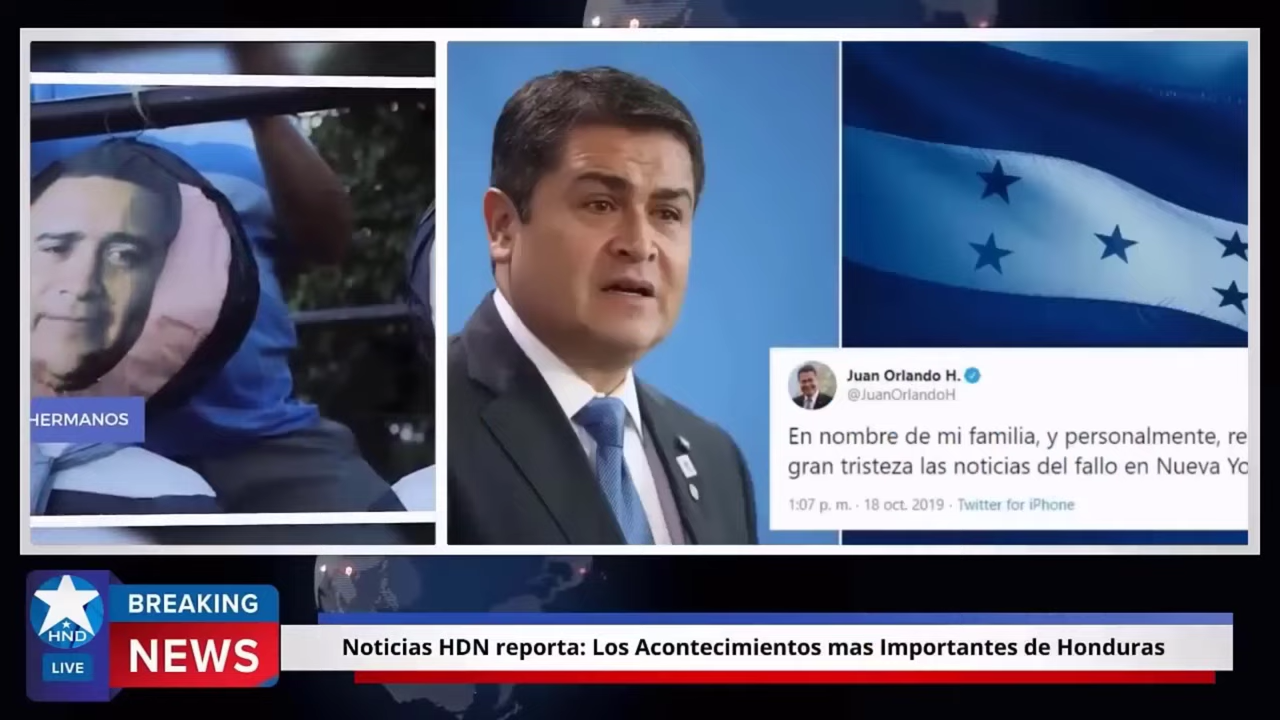 HERMANOS
Juan Orlando H.
@JuanOrlandoH
En nombre de mi familia, y personalmente, re
gran tristeza las noticias del fallo en Nueva Yo
1:07 p. m. · 18 oct. 2019 · Twitter for iPhone
HND
LIVE
BREAKING
NEWS
Noticias HDN reporta: Los Acontecimientos mas Importantes de Honduras